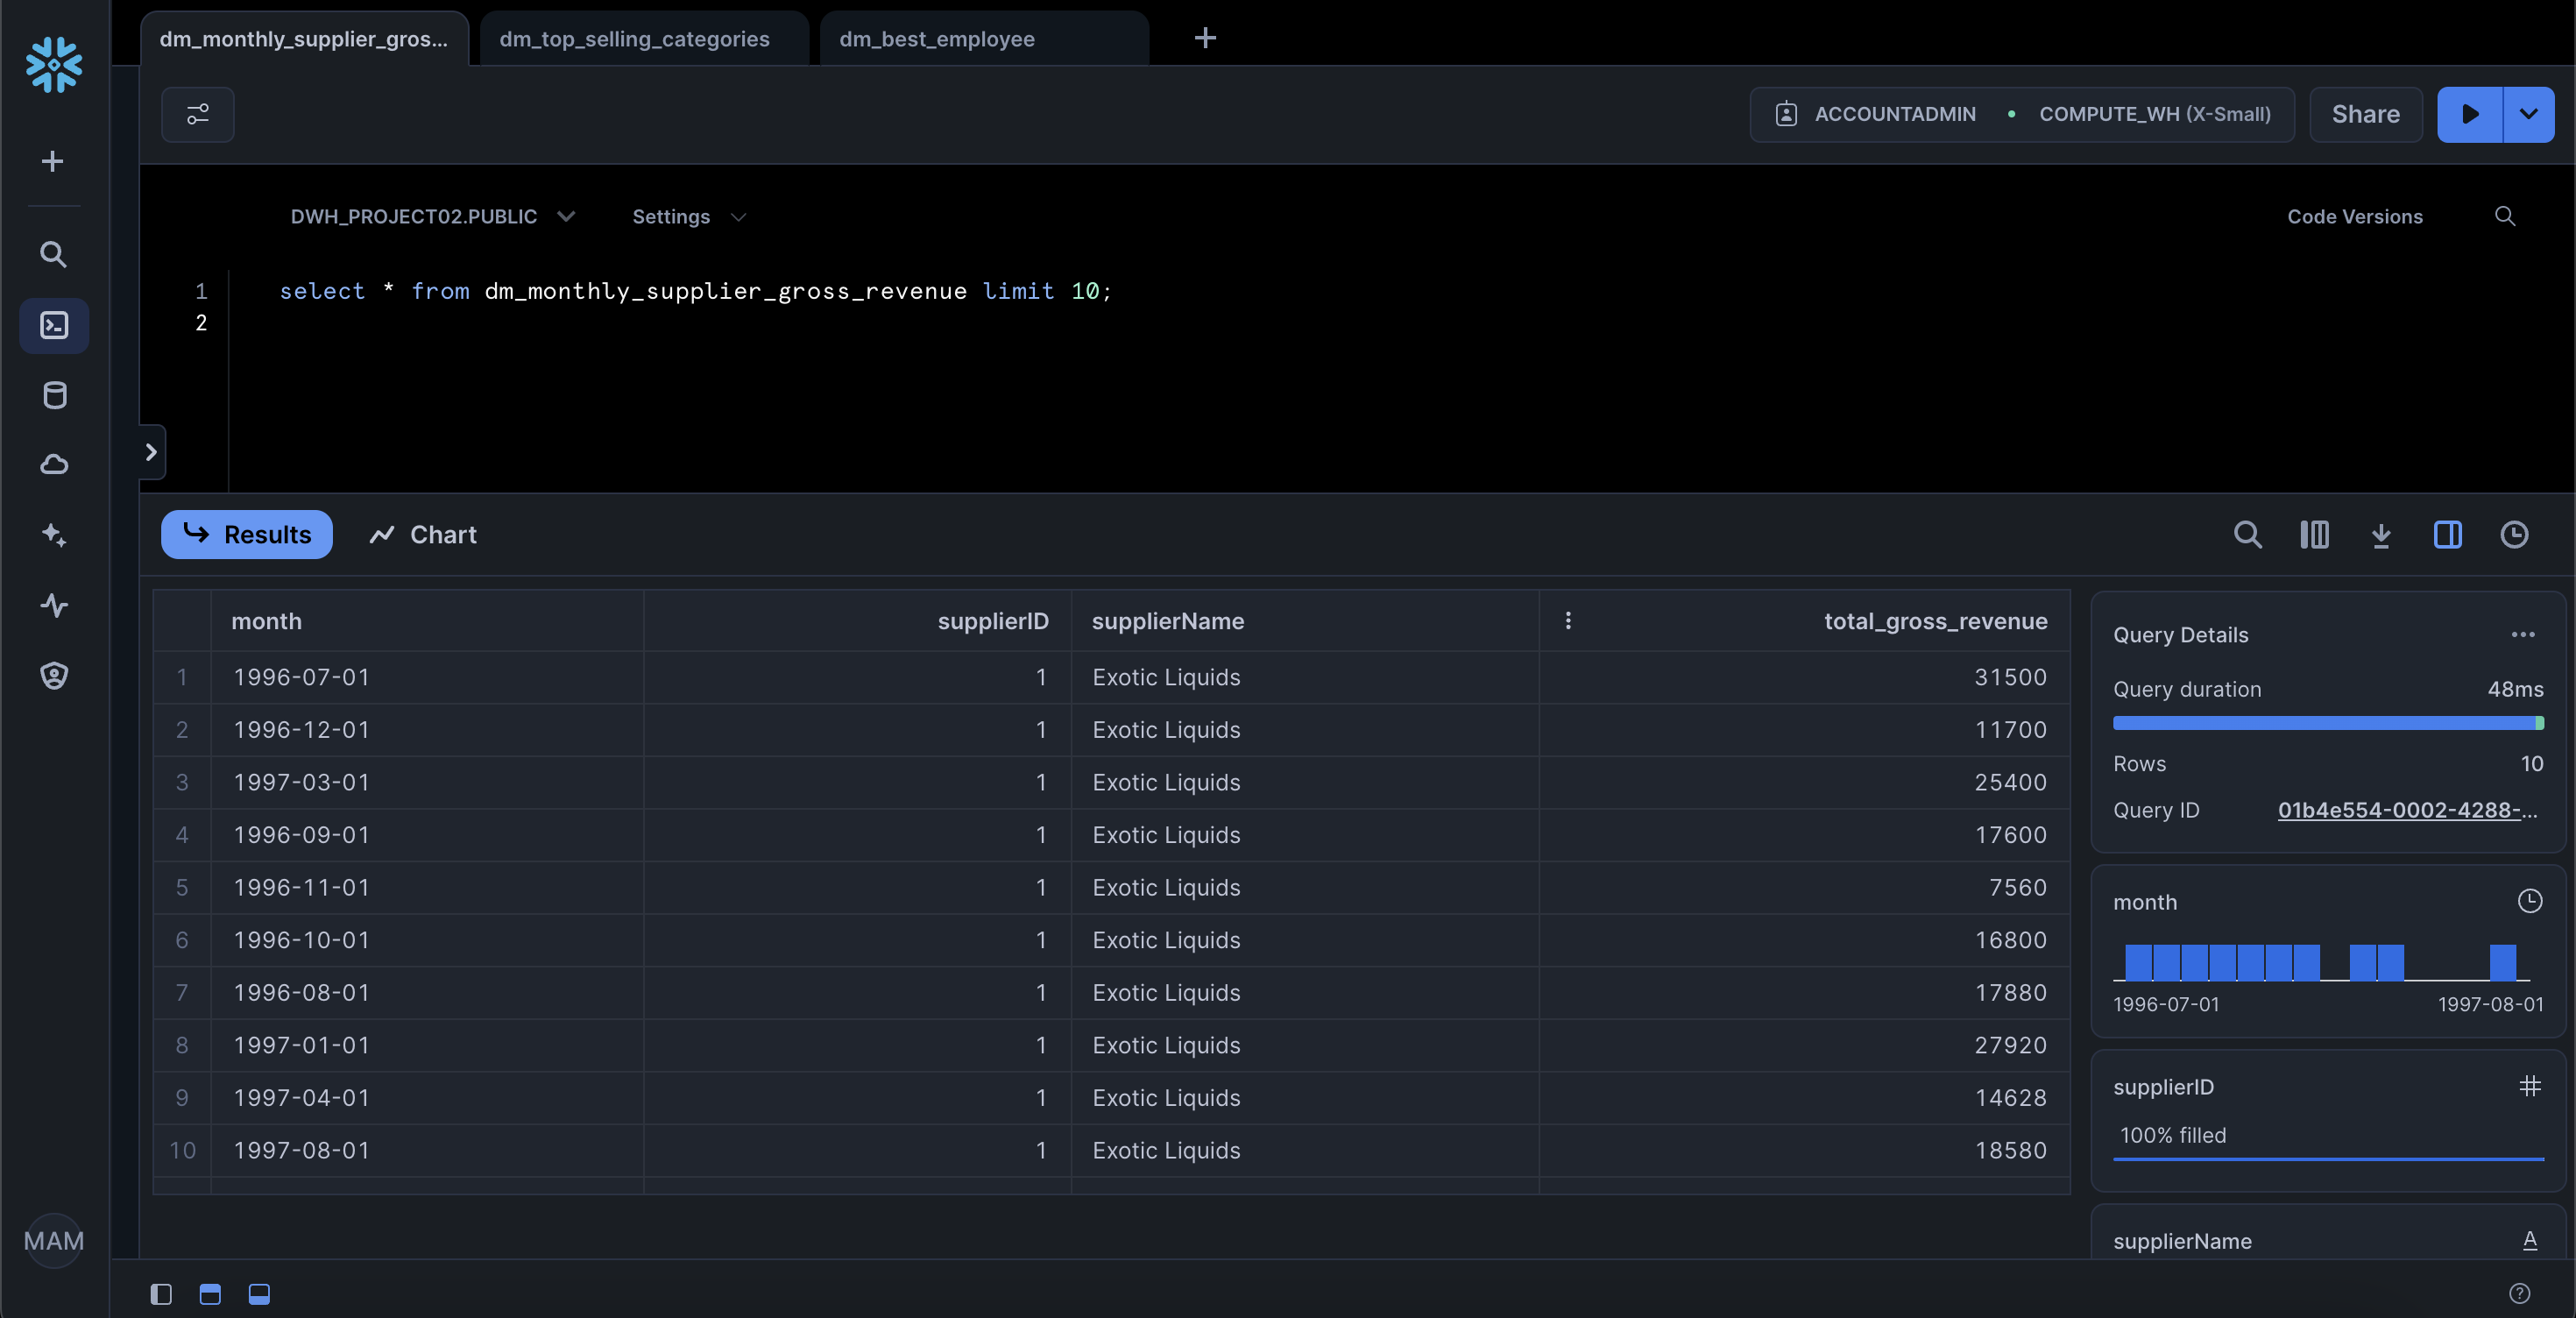 dm_monthly_supplier_gros... dm_top_selling_categories dm_best_employee
ACCOUNTADMIN COMPUTE_WH (X-Small) Share
DWH_PROJECT02.PUBLIC Settings Code Versions
1 select * from dm_monthly_supplier_gross_revenue limit 10;
2
Results Chart
month supplierID supplierName total_gross_revenue
1 1996-07-01 1 Exotic Liquids 31500
2 1996-12-01 1 Exotic Liquids 11700
3 1997-03-01 1 Exotic Liquids 25400
4 1996-09-01 1 Exotic Liquids 17600
5 1996-11-01 1 Exotic Liquids 7560
6 1996-10-01 1 Exotic Liquids 16800
7 1996-08-01 1 Exotic Liquids 17880
8 1997-01-01 1 Exotic Liquids 27920
9 1997-04-01 1 Exotic Liquids 14628
10 1997-08-01 1 Exotic Liquids 18580
Query Details
Query duration 48ms
Rows 10
Query ID 01b4e554-0002-4288-...
month
1996-07-01 1997-08-01
supplierID
100% filled
supplierName
MAM